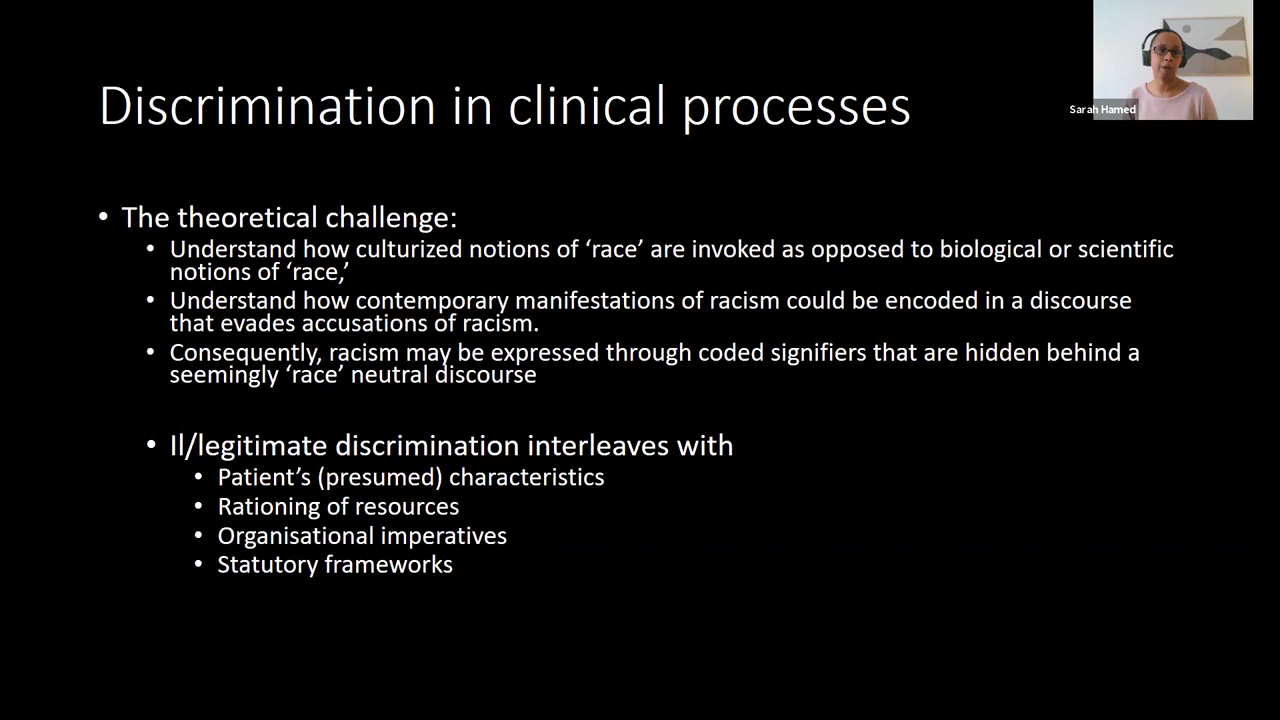 Discrimination in clinical processes
Sarah Hamed
• The theoretical challenge:
• Understand how culturized notions of ‘race’ are invoked as opposed to biological or scientific
notions of ‘race,’
• Understand how contemporary manifestations of racism could be encoded in a discourse
that evades accusations of racism.
• Consequently, racism may be expressed through coded signifiers that are hidden behind a
seemingly ‘race’ neutral discourse
• Il/legitimate discrimination interleaves with
• Patient’s (presumed) characteristics
• Rationing of resources
• Organisational imperatives
• Statutory frameworks